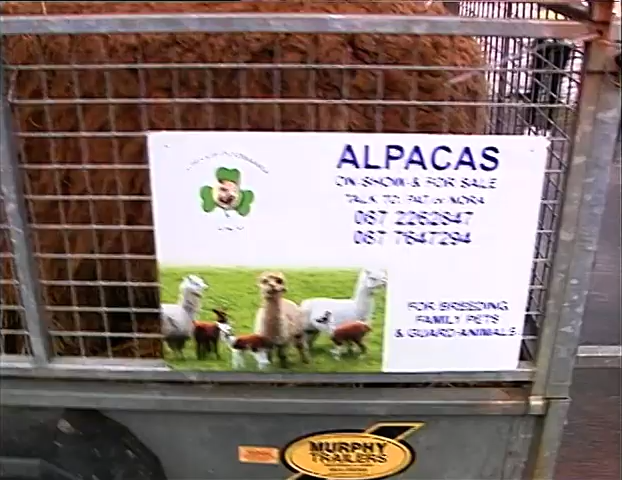 ALPACAS
ON SHOW & FOR SALE
TALK TO: PAT or NORA
087 2262847
087 7647294
FOR BREEDING,
FAMILY PETS
& GUARD ANIMALS
MURPHY
TRAILERS